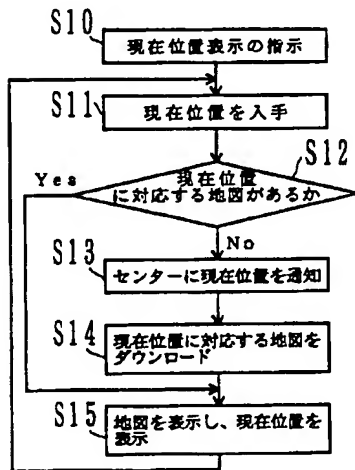 S10
現在位置表示の指示
S11
現在位置を入手
S12
現在位置
に対応する地図があるか
Yes
No
S13
センターに現在位置を通知
S14
現在位置に対応する地図を
ダウンロード
S15
地図を表示し、現在位置を
表示